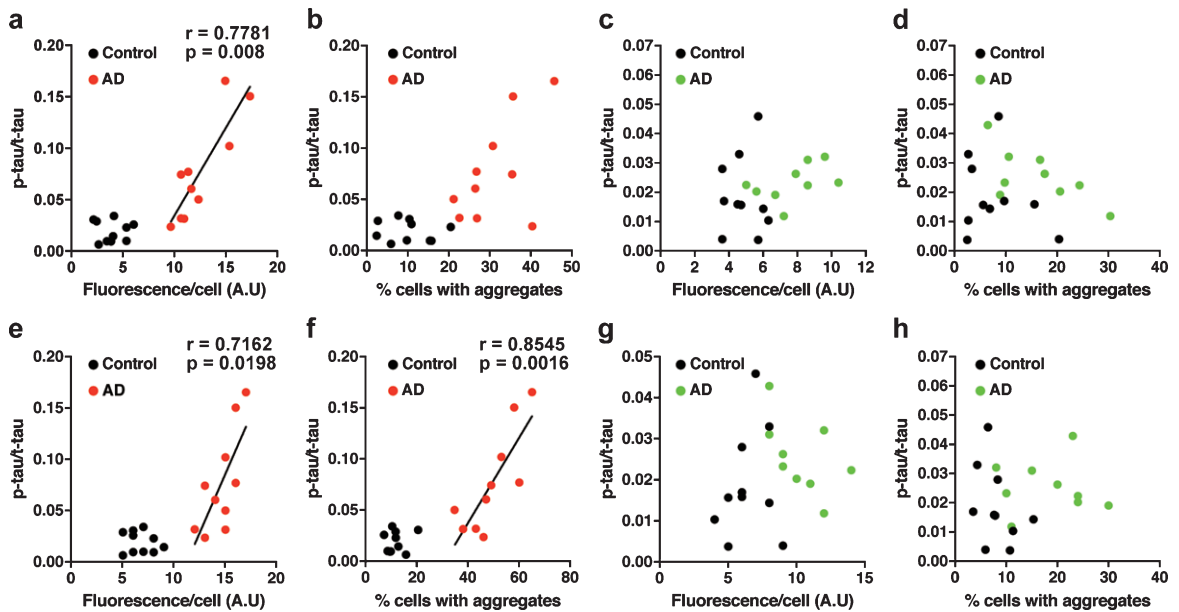 a
r = 0.7781
p = 0.008
Control
AD
p-tau/t-tau
0.20
0.15
0.10
0.05
0.00
0 5 10 15 20
Fluorescence/cell (A.U)
b
Control
AD
p-tau/t-tau
0.20
0.15
0.10
0.05
0.00
0 10 20 30 40 50
% cells with aggregates
c
Control
AD
p-tau/t-tau
0.07
0.06
0.05
0.04
0.03
0.02
0.01
0.00
0 2 4 6 8 10 12
Fluorescence/cell (A.U)
d
Control
AD
p-tau/t-tau
0.07
0.06
0.05
0.04
0.03
0.02
0.01
0.00
0 10 20 30 40
% cells with aggregates
e
r = 0.7162
p = 0.0198
Control
AD
p-tau/t-tau
0.20
0.15
0.10
0.05
0.00
0 5 10 15 20
Fluorescence/cell (A.U)
f
r = 0.8545
p = 0.0016
Control
AD
p-tau/t-tau
0.20
0.15
0.10
0.05
0.00
0 20 40 60 80
% cells with aggregates
g
Control
AD
p-tau/t-tau
0.05
0.04
0.03
0.02
0.01
0.00
0 5 10 15
Fluorescence/cell (A.U)
h
Control
AD
p-tau/t-tau
0.07
0.06
0.05
0.04
0.03
0.02
0.01
0.00
0 10 20 30 40
% cells with aggregates